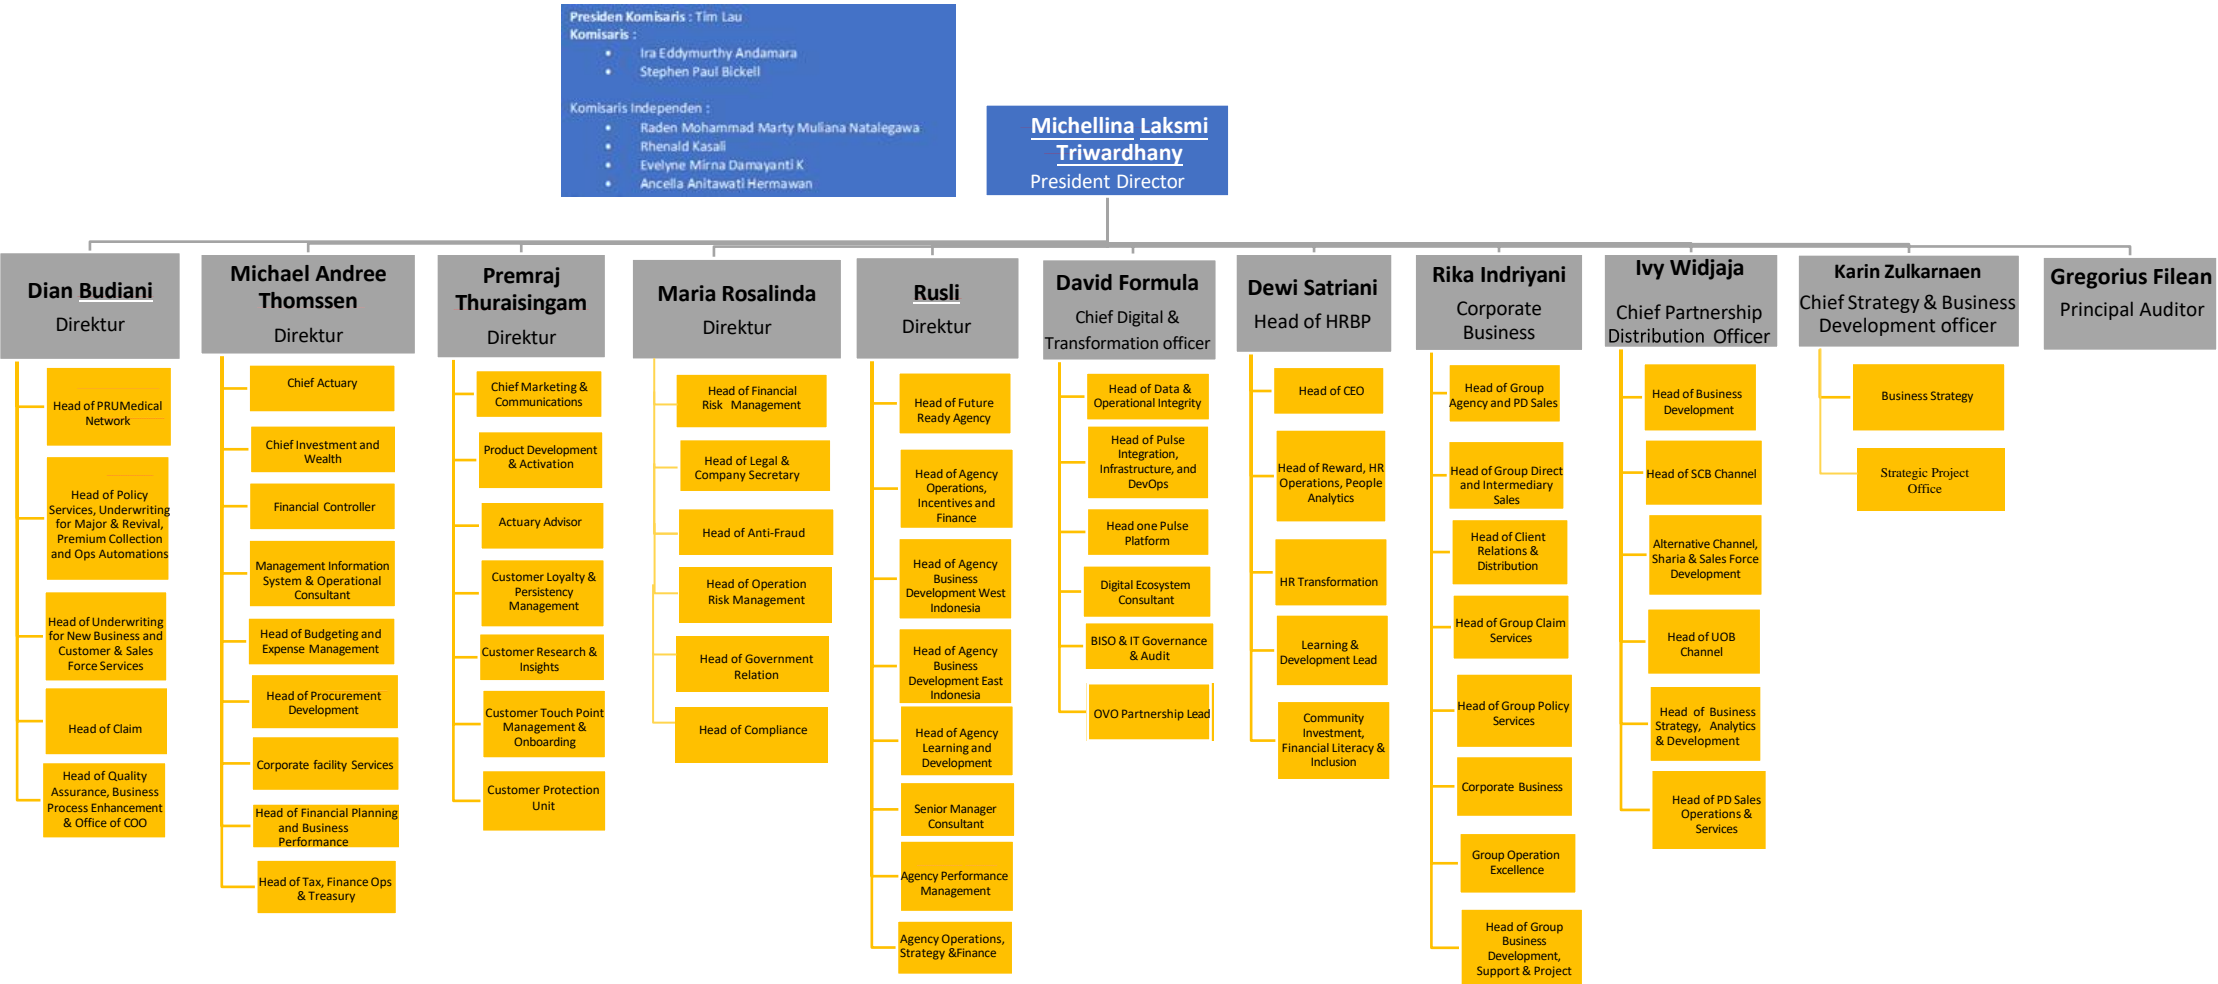 Presiden Komisaris : Tim Lau
Komisaris :
• Ira Eddymurthy Andamara
• Stephen Paul Bickell
Komisaris Independen :
• Raden Mohammad Marty Muliana Natalegawa
• Rhenald Kasali
• Evelyne Mirna Damayanti K
• Ancella Anitawati Hermawan
Michellina Laksmi
Triwardhany
President Director
Dian Budiani
Direktur
Head of PRUMedical
Network
Head of Policy
Services, Underwriting
for Major & Revival,
Premium Collection
and Ops Automations
Head of Underwriting
for New Business and
Customer & Sales
Force Services
Head of Claim
Head of Quality
Assurance, Business
Process Enhancement
& Office of COO
Michael Andree
Thomssen
Direktur
Chief Actuary
Chief Investment and
Wealth
Financial Controller
Management Information
System & Operational
Consultant
Head of Budgeting and
Expense Management
Head of Procurement
Development
Corporate facility Services
Head of Financial Planning
and Business
Performance
Head of Tax, Finance Ops
& Treasury
Premraj
Thuraisingam
Direktur
Chief Marketing &
Communications
Product Development
& Activation
Actuary Advisor
Customer Loyalty &
Persistency
Management
Customer Research &
Insights
Customer Touch Point
Management &
Onboarding
Customer Protection
Unit
Maria Rosalinda
Direktur
Head of Financial
Risk Management
Head of Legal &
Company Secretary
Head of Anti-Fraud
Head of Operation
Risk Management
Head of Government
Relation
Head of Compliance
Rusli
Direktur
Head of Future
Ready Agency
Head of Agency
Operations,
Incentives and
Finance
Head of Agency
Business
Development West
Indonesia
Head of Agency
Business
Development East
Indonesia
Head of Agency
Learning and
Development
Senior Manager
Consultant
Agency Performance
Management
Agency Operations,
Strategy &Finance
David Formula
Chief Digital &
Transformation officer
Head of Data &
Operational Integrity
Head of Pulse
Integration,
Infrastructure, and
DevOps
Head one Pulse
Platform
Digital Ecosystem
Consultant
BISO & IT Governance
& Audit
OVO Partnership Lead
Dewi Satriani
Head of HRBP
Head of CEO
Head of Reward, HR
Operations, People
Analytics
HR Transformation
Learning &
Development Lead
Community
Investment,
Financial Literacy &
Inclusion
Rika Indriyani
Corporate
Business
Head of Group
Agency and PD Sales
Head of Group Direct
and Intermediary
Sales
Head of Client
Relations &
Distribution
Head of Group Claim
Services
Head of Group Policy
Services
Corporate Business
Group Operation
Excellence
Head of Group
Business
Development,
Support & Project
Ivy Widjaja
Chief Partnership
Distribution Officer
Head of Business
Development
Head of SCB Channel
Alternative Channel,
Sharia & Sales Force
Development
Head of UOB
Channel
Head of Business
Strategy, Analytics
& Development
Head of PD Sales
Operations &
Services
Karin Zulkarnaen
Chief Strategy & Business
Development officer
Business Strategy
Strategic Project
Office
Gregorius Filean
Principal Auditor